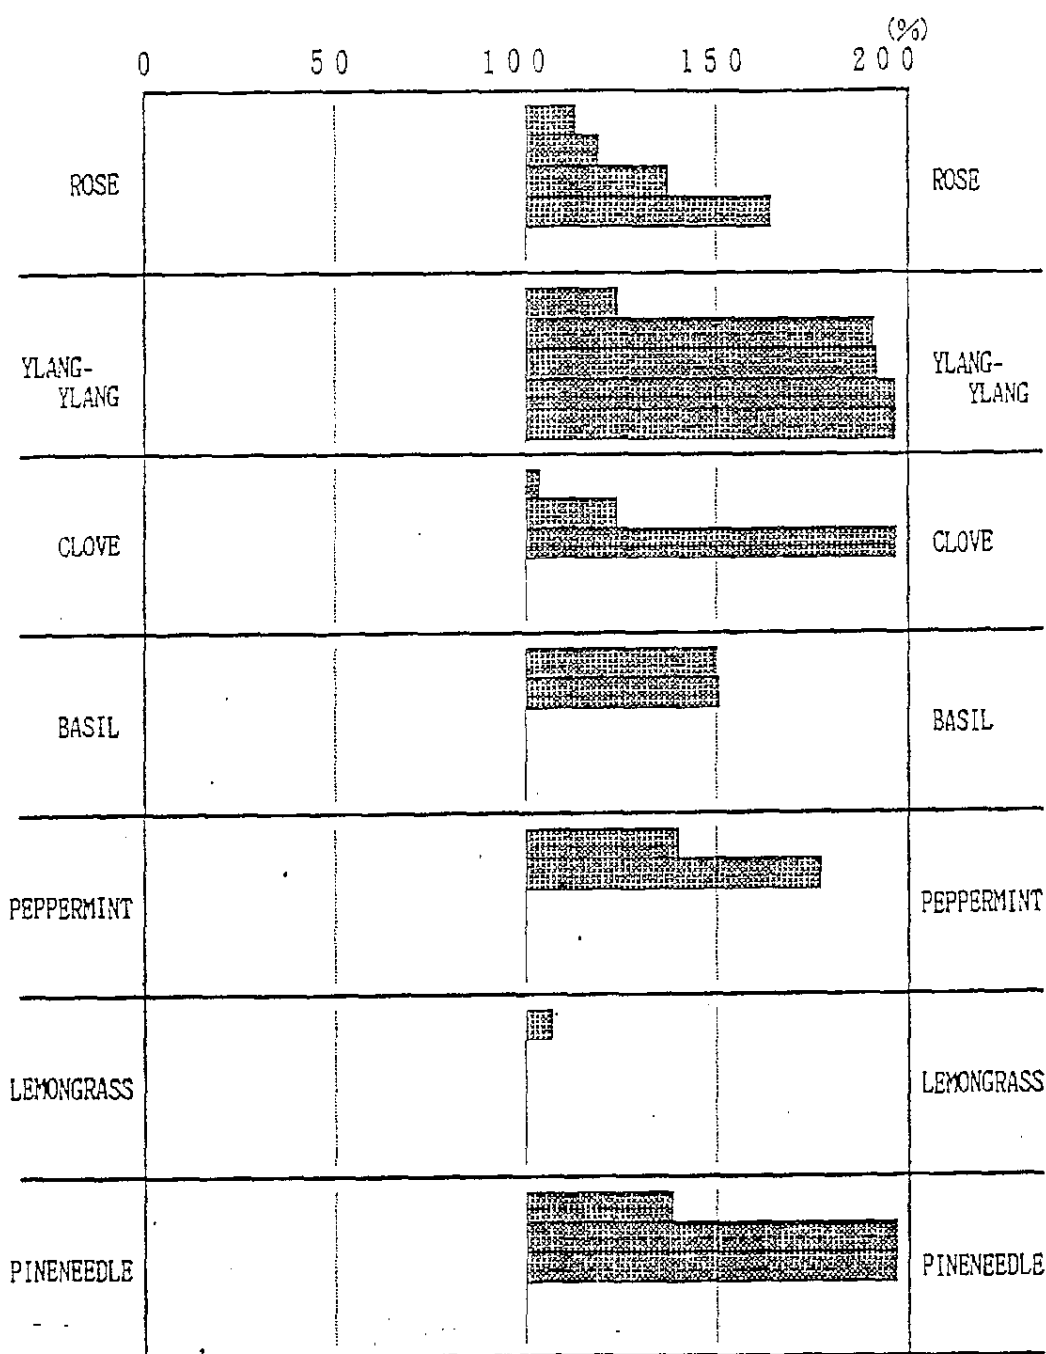 (%)
0 50 100 150 200
ROSE ROSE
YLANG- YLANG-
YLANG YLANG
CLOVE CLOVE
BASIL BASIL
PEPPERMINT PEPPERMINT
LEMONGRASS LEMONGRASS
PINENEEDLE PINENEEDLE